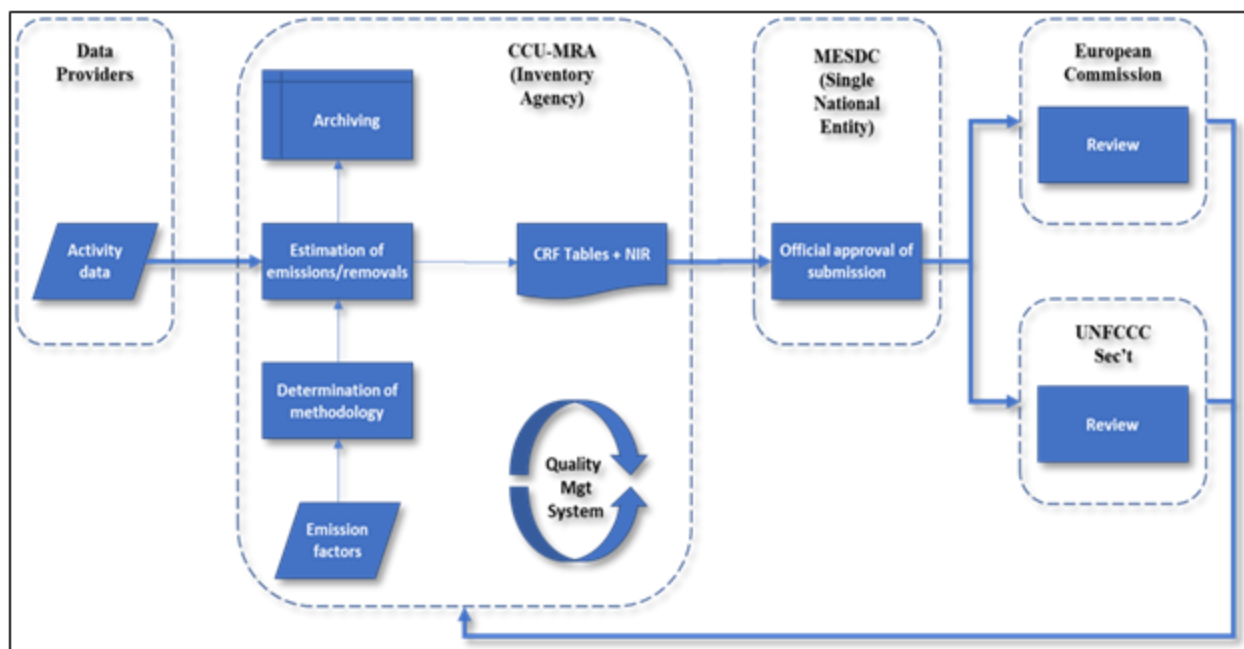 Data
Providers
Activity
data
CCU-MRA
(Inventory
Agency)
Archiving
Estimation of
emissions/removals
CRF Tables + NIR
Determination of
methodology
Emission
factors
Quality
Mgt
System
MESDC
(Single
National
Entity)
Official approval of
submission
European
Commission
Review
UNFCCC
Sec't
Review